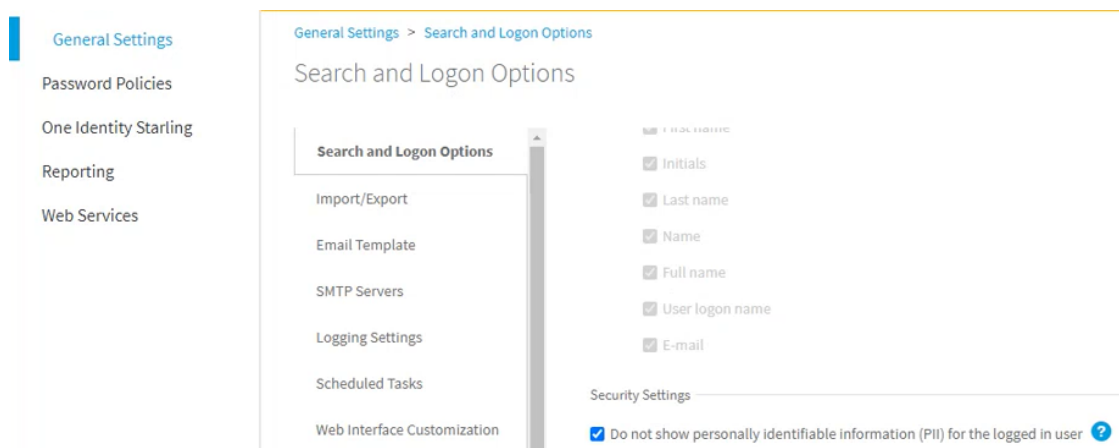 General Settings
Password Policies
One Identity Starling
Reporting
Web Services
General Settings > Search and Logon Options
Search and Logon Options
Search and Logon Options
Import/Export
Email Template
SMTP Servers
Logging Settings
Scheduled Tasks
Web Interface Customization
First name
Initials
Last name
Name
Full name
User logon name
E-mail
Security Settings
Do not show personally identifiable information (PII) for the logged in user ?